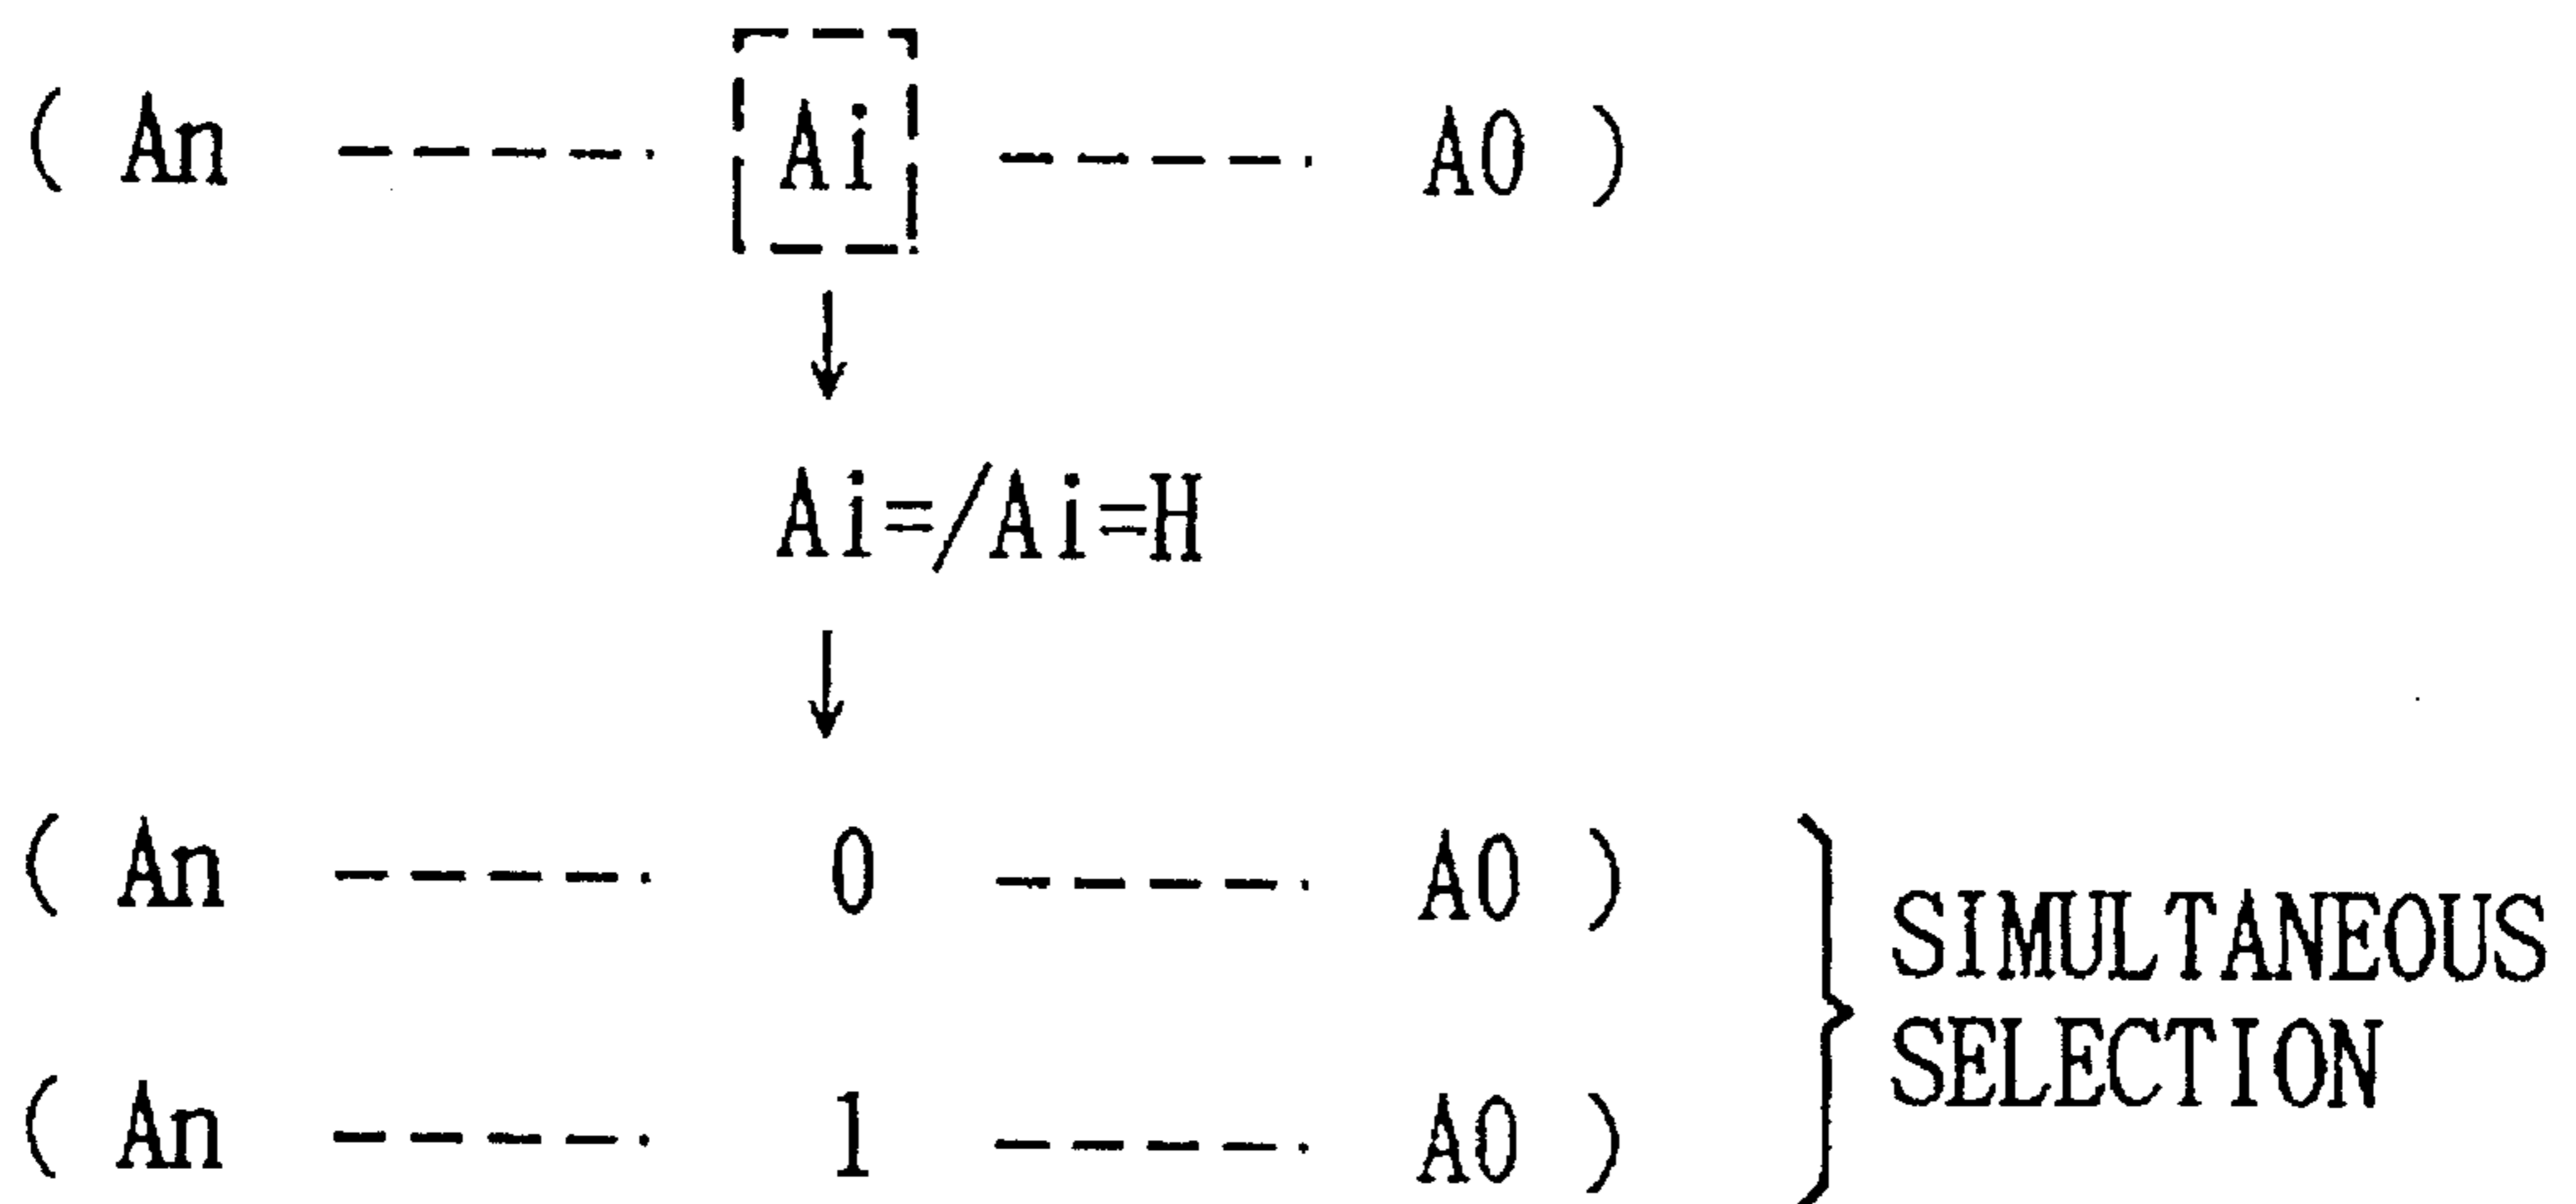 ( An ----- Ai ----- A0 )
Ai=/Ai=H
( An ----- 0 ----- A0 )
SIMULTANEOUS
SELECTION
( An ----- 1 ----- A0 )